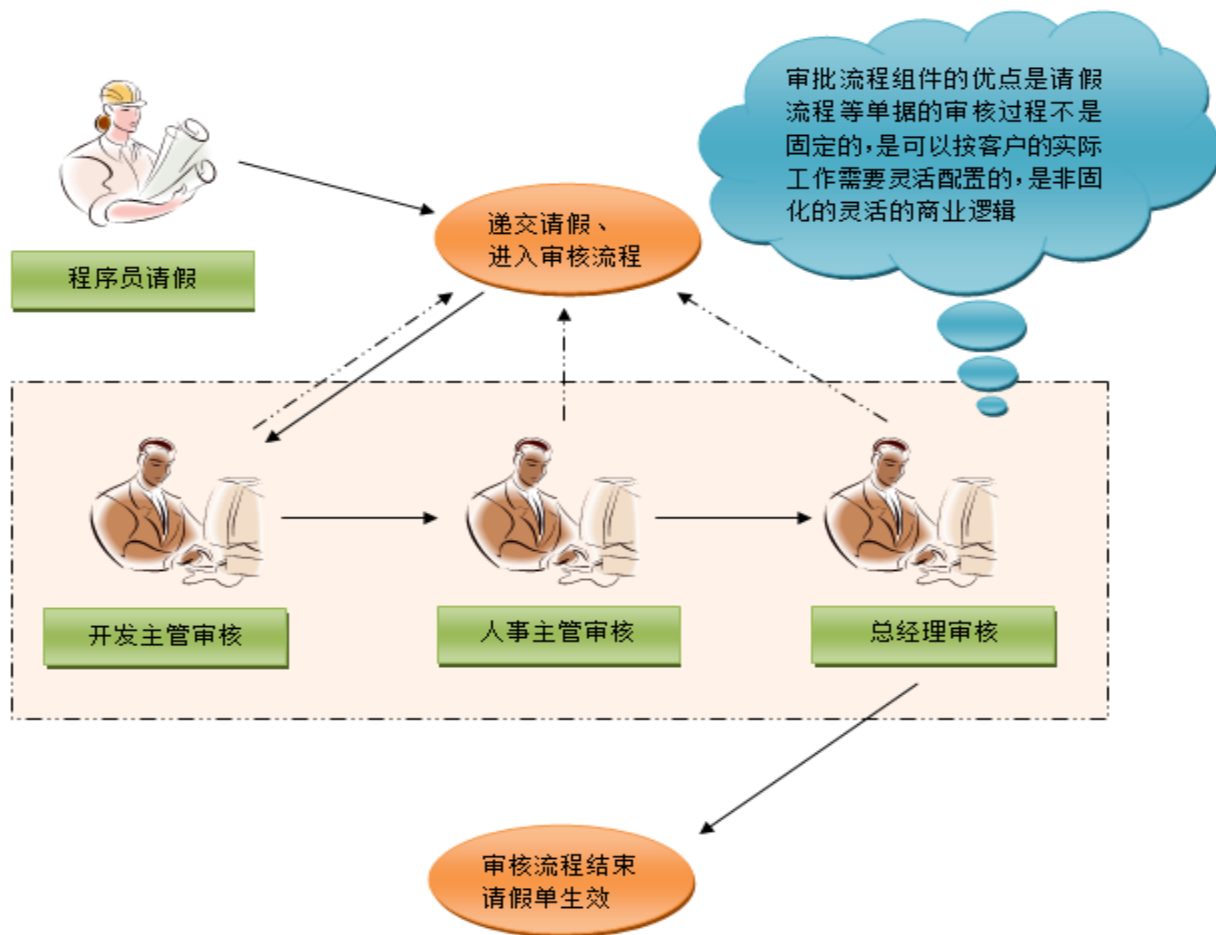 审批流程组件的优点是请假
流程等单据的审核过程不是
固定的,是可以按客户的实际
工作需要灵活配置的,是非固
化的灵活的商业逻辑
递交请假、
进入审核流程
程序员请假
开发主管审核
人事主管审核
总经理审核
审核流程结束
请假单生效